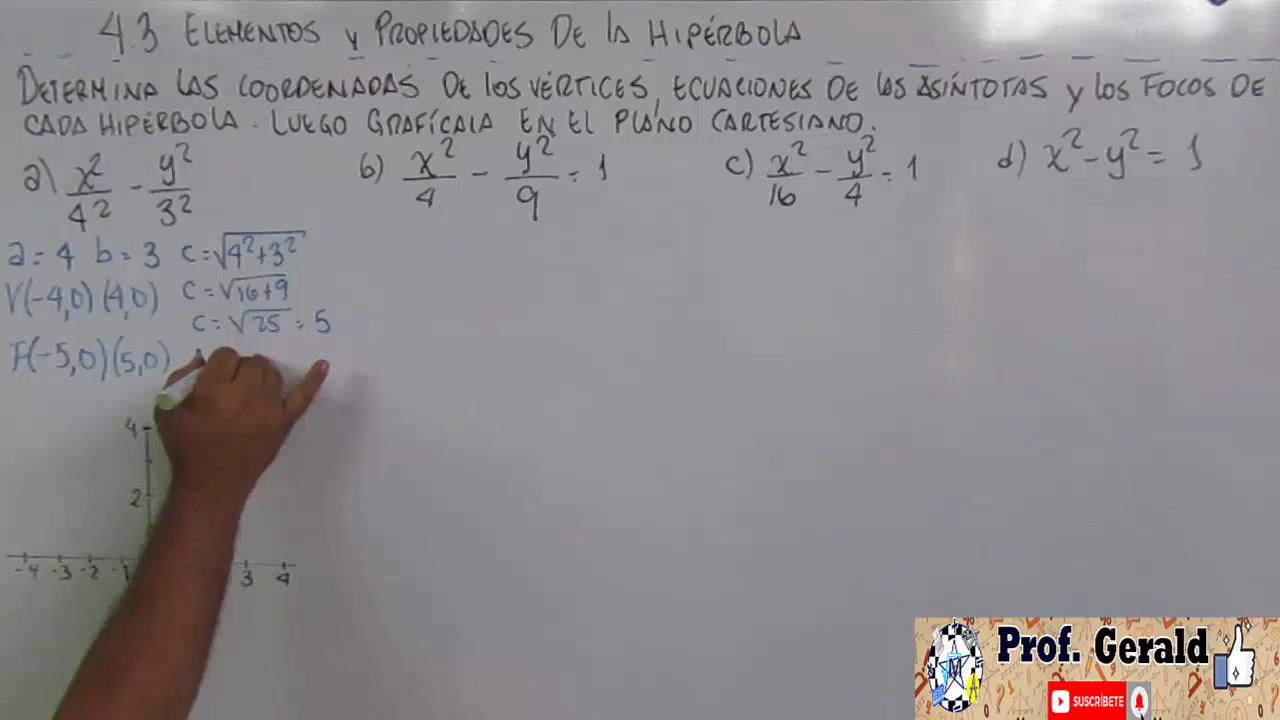 4.3 ELEMENTOS y PROPIEDADES DE la HIPÉRBOLA
DETERMINA LAS COORDENADAS DE los VÉRTICES, ECUACIONES DE LAS ASÍNTOTAS y los FOCOS DE
CADA HIPÉRBOLA. LUEGO GRAFÍCALA EN EL PLANO CARTESIANO.
a) x²/4² - y²/3²
b) x²/4 - y²/9 = 1
c) x²/16 - y²/4 = 1
d) x² - y² = 1
a = 4 b = 3 c = √4²+3²
V(-4,0) (4,0) c = √16+9
c = √25 = 5
F(-5,0) (5,0)
4
2
-4 -3 -2 -1 3 4
Prof. Gerald
SUSCRÍBETE